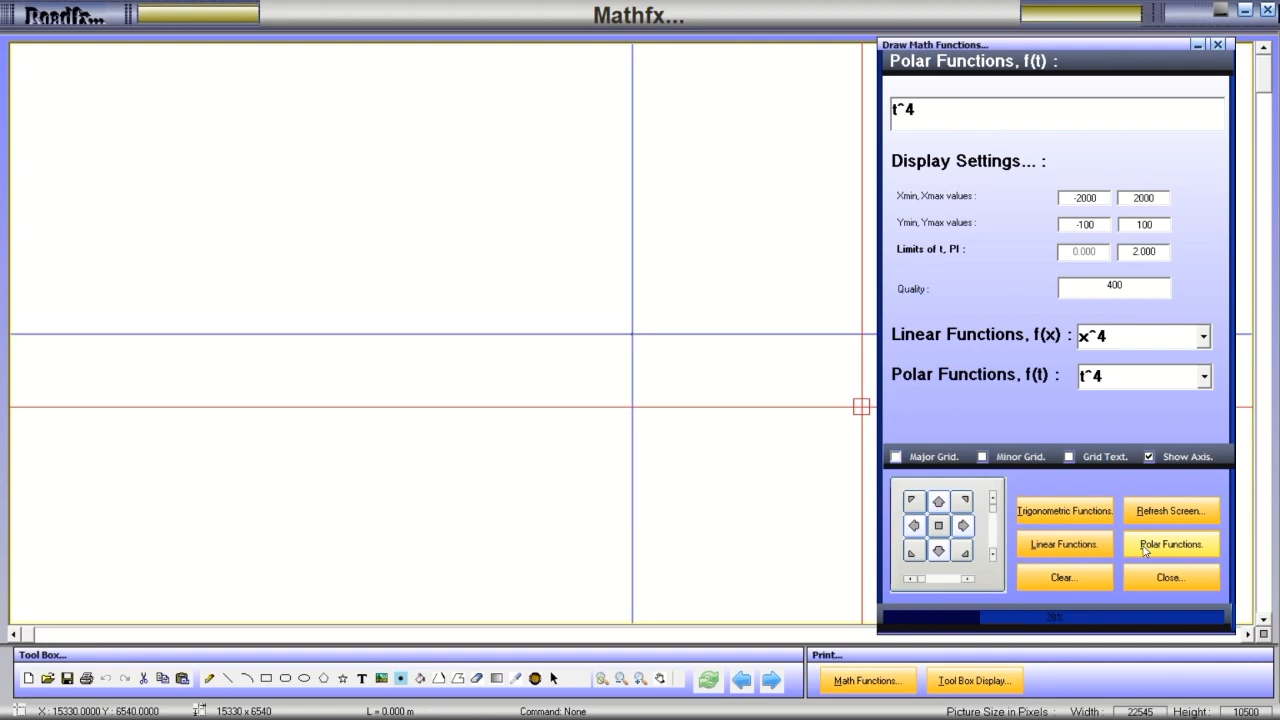 Roadfx...
Mathfx...
Draw Math Functions...
Polar Functions, f(t) :
t^4
Display Settings... :
Xmin, Xmax values : -2000 2000
Ymin, Ymax values : -100 100
Limits of t, PI : 0.000 2.000
Quality : 400
Linear Functions, f(x) : x^4
Polar Functions, f(t) : t^4
Major Grid. Minor Grid. Grid Text. Show Axis.
Trigonometric Functions. Refresh Screen...
Linear Functions. Polar Functions.
Clear... Close...
28%
Tool Box... Print...
T Math Functions... Tool Box Display...
X : 15330.0000 Y : 6540.0000 15330 x 6540 L = 0.000 m Command: None Picture Size in Pixels : Width : 22545 Height : 10500